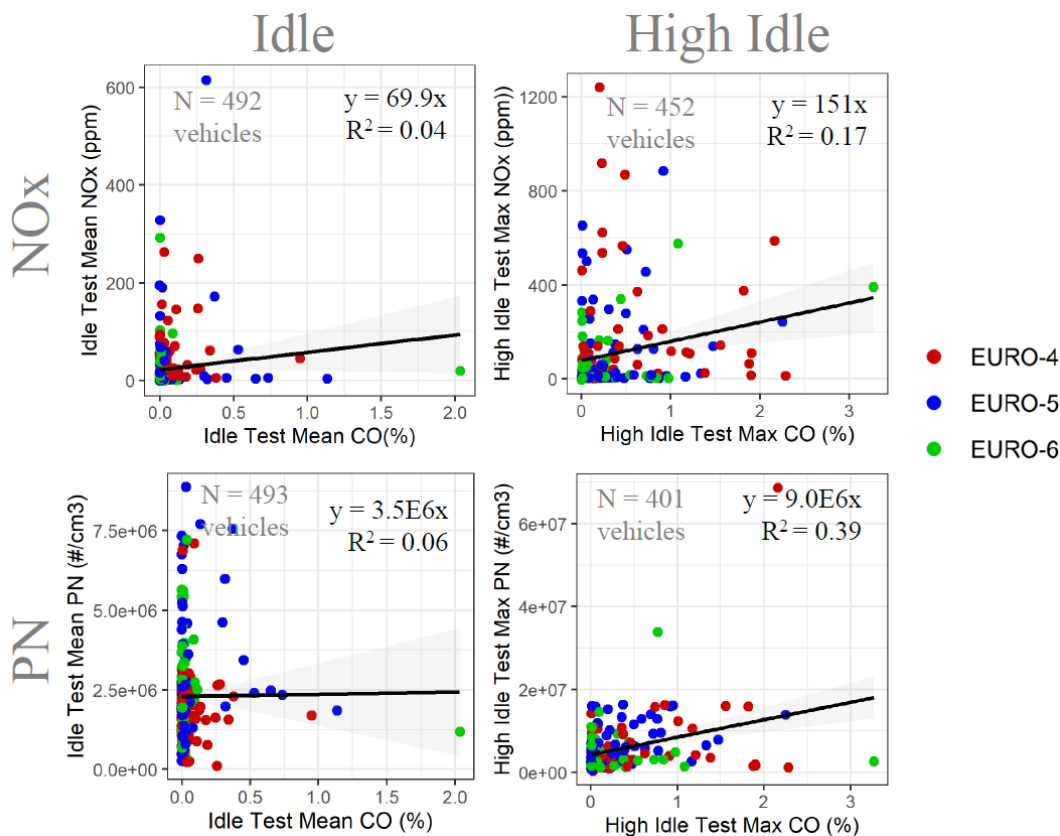 Idle
High Idle
NOx
Idle Test Mean NOx (ppm)
600
400
200
0
N = 492
vehicles
y = 69.9x
R² = 0.04
0.0
0.5
1.0
1.5
2.0
Idle Test Mean CO(%)
High Idle Test Max NOx (ppm))
1200
800
400
0
N = 452
vehicles
y = 151x
R² = 0.17
0
1
2
3
High Idle Test Max CO (%)
EURO-4
EURO-5
EURO-6
PN
Idle Test Mean PN (#/cm3)
7.5e+06
5.0e+06
2.5e+06
0.0e+00
N = 493
vehicles
y = 3.5E6x
R² = 0.06
0.0
0.5
1.0
1.5
2.0
Idle Test Mean CO (%)
High Idle Test Max PN (#/cm3)
6e+07
4e+07
2e+07
0e+00
N = 401
vehicles
y = 9.0E6x
R² = 0.39
0
1
2
3
High Idle Test Max CO (%)